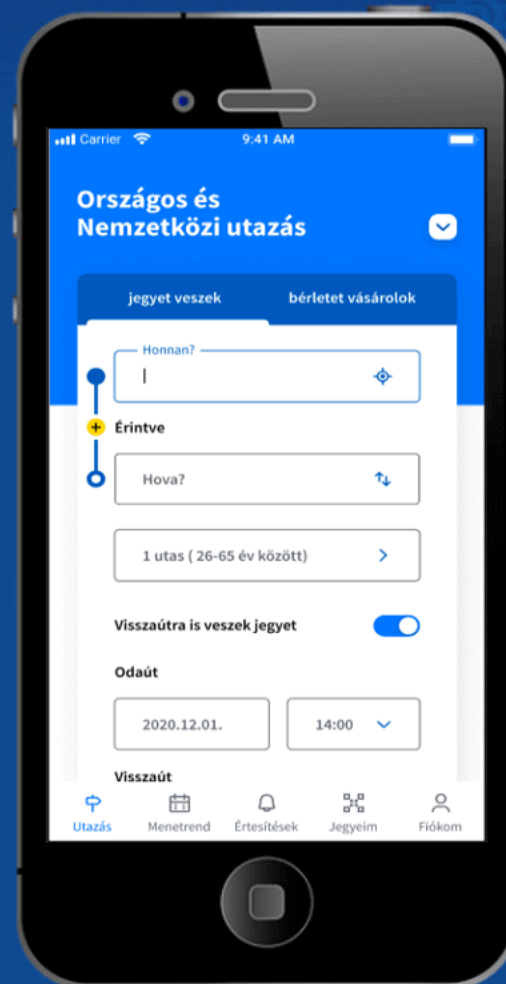 Carrier 9:41 AM
Országos és
Nemzetközi utazás
jegyet veszek bérletet vásárolok
Honnan?
Érintve
Hova?
1 utas ( 26-65 év között)
Visszaútra is veszek jegyet
Odaút
2020.12.01. 14:00
Visszaút
Utazás Menetrend Értesítések Jegyeim Fiókom